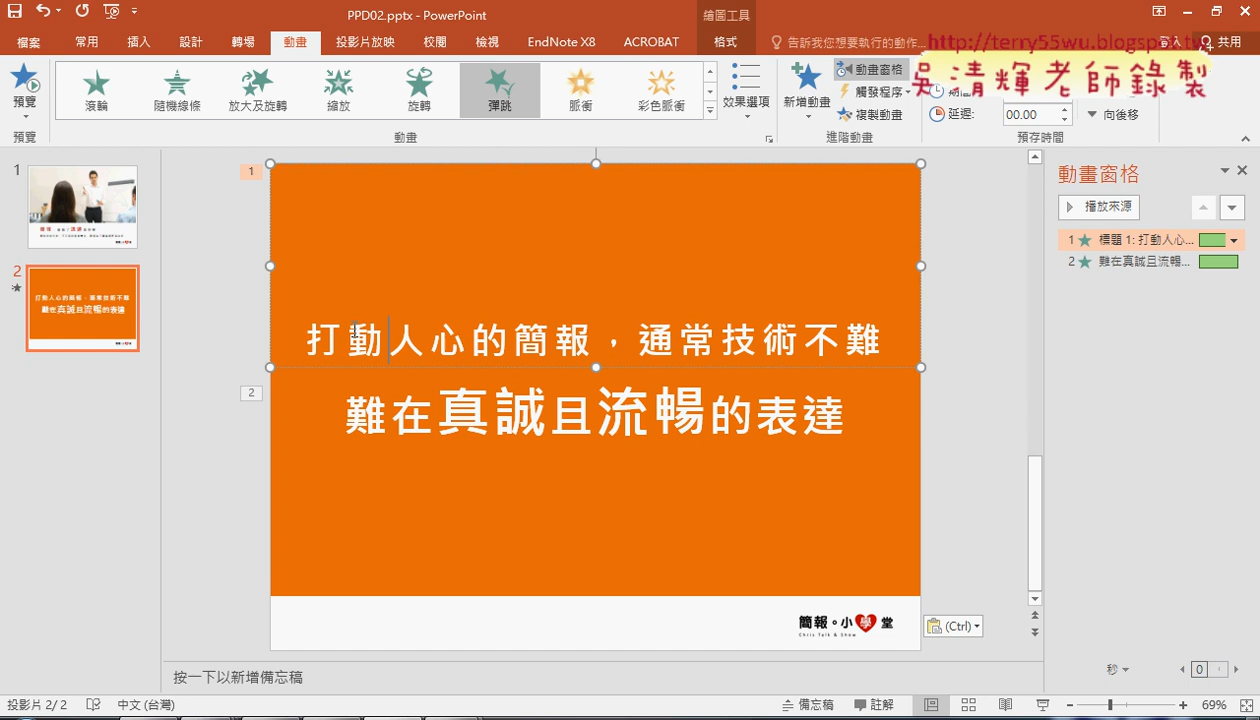 PPD02.pptx - PowerPoint
繪圖工具
檔案
常用
插入
設計
轉場
動畫
投影片放映
校閱
檢視
EndNote X8
ACROBAT
格式
告訴我您想要執行的動作...
共用
http://terry55wu.blogspot.tw
吳清輝老師錄製
預覽
滾輪
隨機線條
放大及旋轉
縮放
旋轉
彈跳
脈衝
彩色脈衝
效果選項
新增動畫
動畫窗格
觸發程序
複製動畫
延遲:
00.00
向後移
預覽
動畫
進階動畫
預存時間
1
2
1
打動人心的簡報，通常技術不難
2
難在真誠且流暢的表達
簡報。小學堂
Chris Talk & Show
(Ctrl)
動畫窗格
播放來源
1 標題 1: 打動人心...
2 難在真誠且流暢...
秒
0
按一下以新增備忘稿
投影片 2/ 2
中文 (台灣)
備忘稿
註解
69%